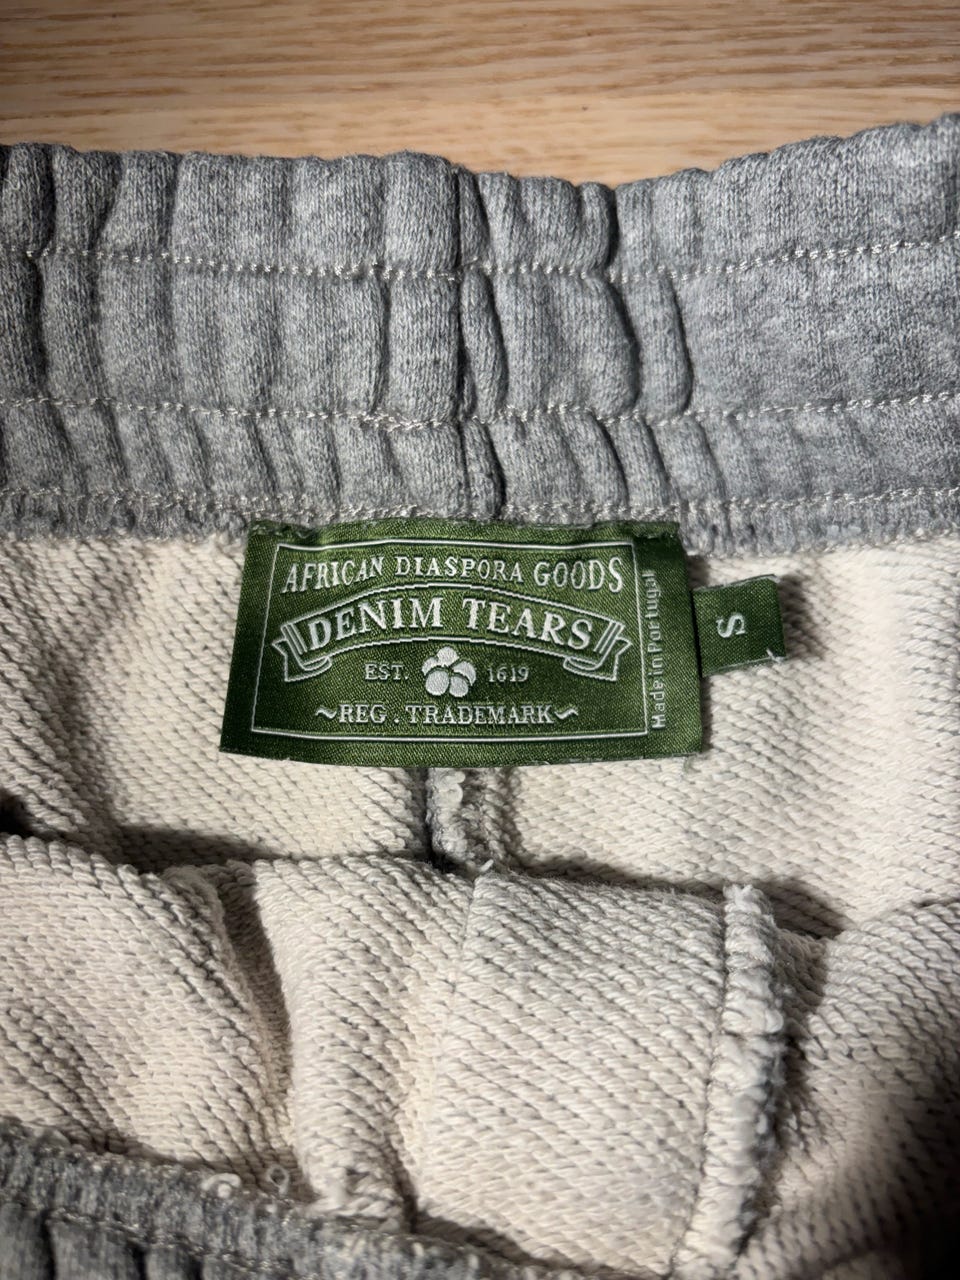 AFRICAN DIASPORA GOODS
DENIM TEARS
EST. 1619
~REG . TRADEMARK~
Made in Portugal
S